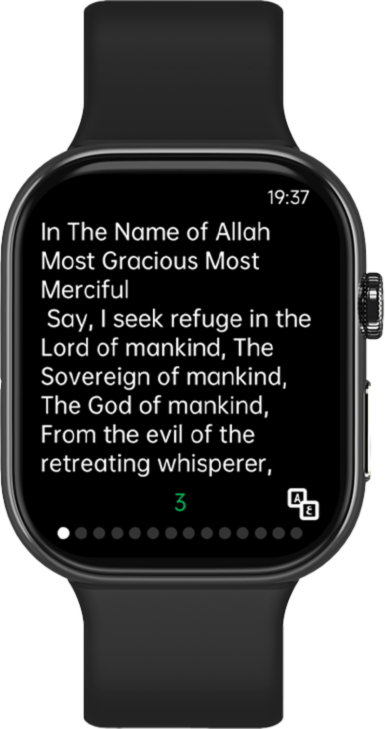 19:37
In The Name of Allah
Most Gracious Most
Merciful
Say, I seek refuge in the
Lord of mankind, The
Sovereign of mankind,
The God of mankind,
From the evil of the
retreating whisperer,
3
A
E